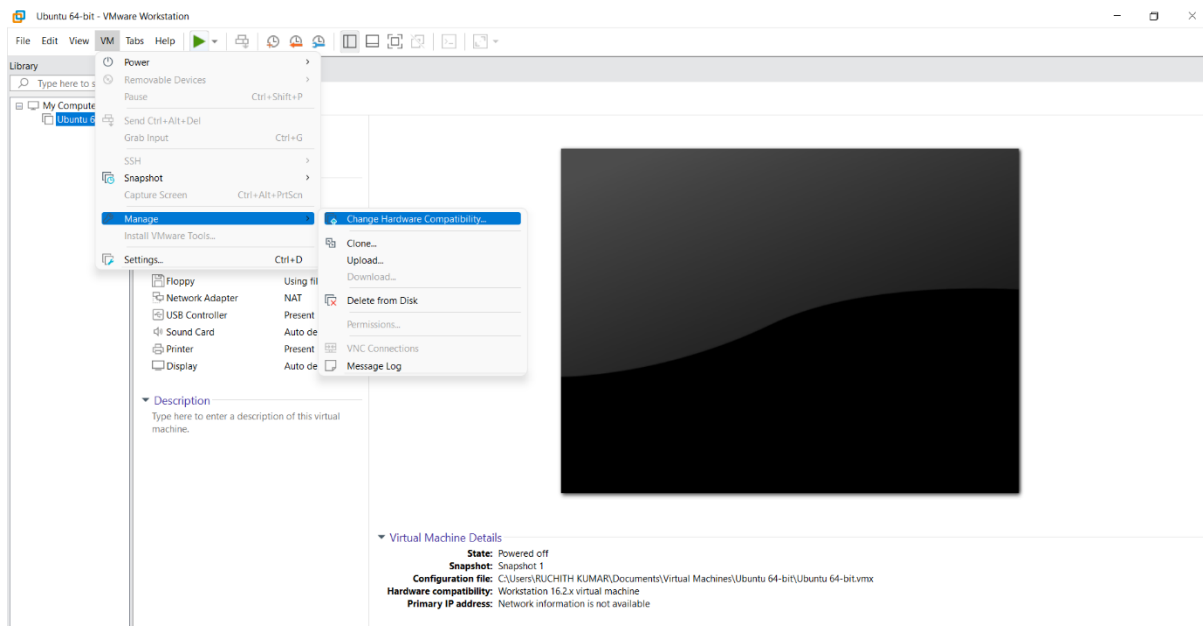 Ubuntu 64-bit - VMware Workstation
File Edit View VM Tabs Help
Library
Type here to s
My Compute
Ubuntu 6
Power
Removable Devices
Pause Ctrl+Shift+P
Send Ctrl+Alt+Del
Grab Input Ctrl+G
SSH
Snapshot
Capture Screen Ctrl+Alt+PrtScn
Manage
Install VMware Tools...
Settings... Ctrl+D
Change Hardware Compatibility...
Clone...
Upload...
Download...
Delete from Disk
Permissions...
VNC Connections
Message Log
Floppy Using fil
Network Adapter NAT
USB Controller Present
Sound Card Auto de
Printer Present
Display Auto de
Description
Type here to enter a description of this virtual
machine.
Virtual Machine Details
State: Powered off
Snapshot: Snapshot 1
Configuration file: C:\Users\RUCHITH KUMAR\Documents\Virtual Machines\Ubuntu 64-bit\Ubuntu 64-bit.vmx
Hardware compatibility: Workstation 16.2.x virtual machine
Primary IP address: Network information is not available